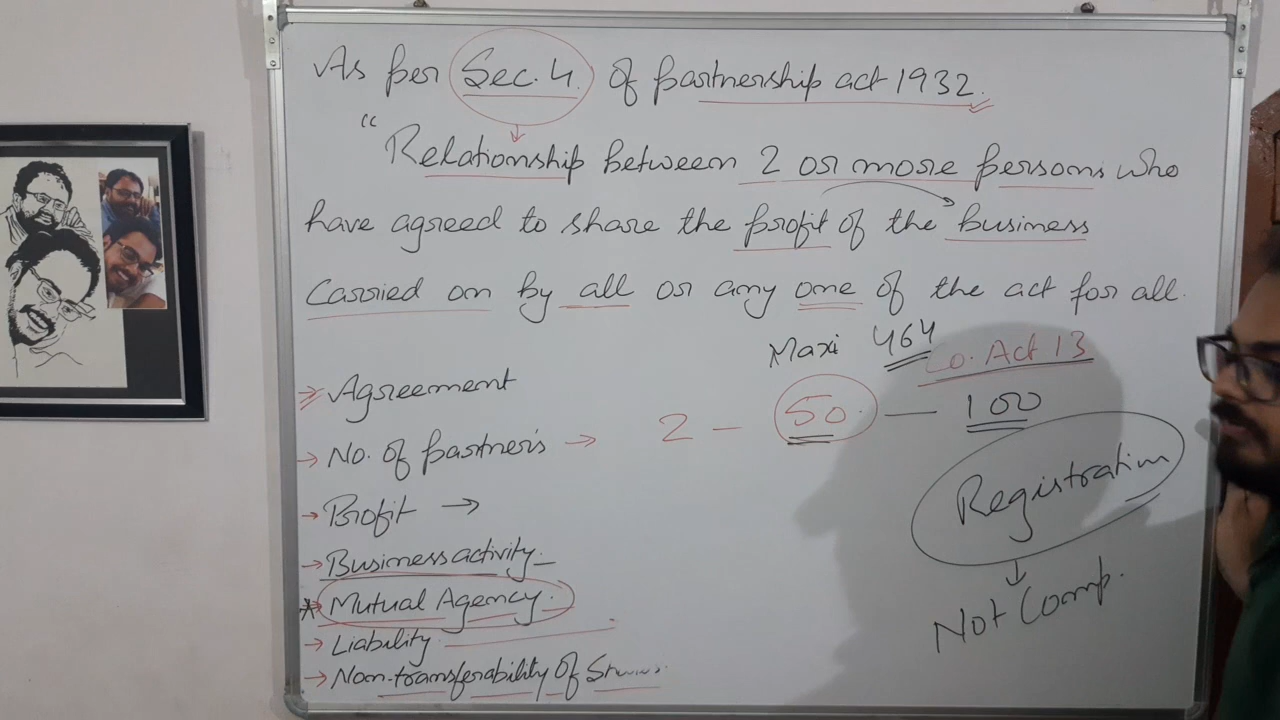 As per Sec. 4. of partnership act 1932.
"Relationship between 2 or more persons who
have agreed to share the profit of the business
Carried on by all or any one of the act for all.
Maxi 464
Co. Act 13
→ Agreement
2 - 50 - 100
→ No. of partner's →
→ Profit →
→ Business activity.
Registration
→ Mutual Agency.
Not Comp.
→ Liability
→ Non-transferability Of